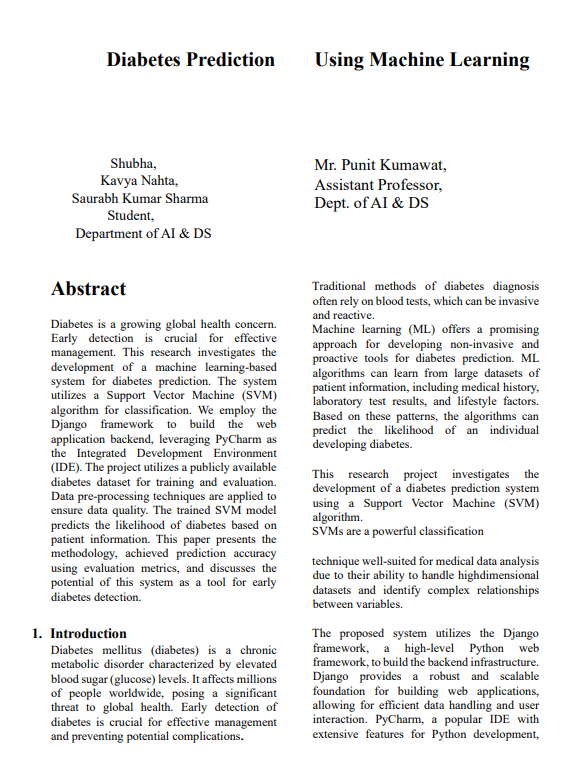 Diabetes Prediction Using Machine Learning
Shubha,
Kavya Nahta,
Saurabh Kumar Sharma
Student,
Department of AI & DS
Mr. Punit Kumawat,
Assistant Professor,
Dept. of AI & DS
Abstract
Diabetes is a growing global health concern.
Early detection is crucial for effective
management. This research investigates the
development of a machine learning-based
system for diabetes prediction. The system
utilizes a Support Vector Machine (SVM)
algorithm for classification. We employ the
Django framework to build the web
application backend, leveraging PyCharm as
the Integrated Development Environment
(IDE). The project utilizes a publicly available
diabetes dataset for training and evaluation.
Data pre-processing techniques are applied to
ensure data quality. The trained SVM model
predicts the likelihood of diabetes based on
patient information. This paper presents the
methodology, achieved prediction accuracy
using evaluation metrics, and discusses the
potential of this system as a tool for early
diabetes detection.
1. Introduction
Diabetes mellitus (diabetes) is a chronic
metabolic disorder characterized by elevated
blood sugar (glucose) levels. It affects millions
of people worldwide, posing a significant
threat to global health. Early detection of
diabetes is crucial for effective management
and preventing potential complications.
Traditional methods of diabetes diagnosis
often rely on blood tests, which can be invasive
and reactive.
Machine learning (ML) offers a promising
approach for developing non-invasive and
proactive tools for diabetes prediction. ML
algorithms can learn from large datasets of
patient information, including medical history,
laboratory test results, and lifestyle factors.
Based on these patterns, the algorithms can
predict the likelihood of an individual
developing diabetes.
This research project investigates the
development of a diabetes prediction system
using a Support Vector Machine (SVM)
algorithm.
SVMs are a powerful classification
technique well-suited for medical data analysis
due to their ability to handle highdimensional
datasets and identify complex relationships
between variables.
The proposed system utilizes the Django
framework, a high-level Python web
framework, to build the backend infrastructure.
Django provides a robust and scalable
foundation for building web applications,
allowing for efficient data handling and user
interaction. PyCharm, a popular IDE with
extensive features for Python development,